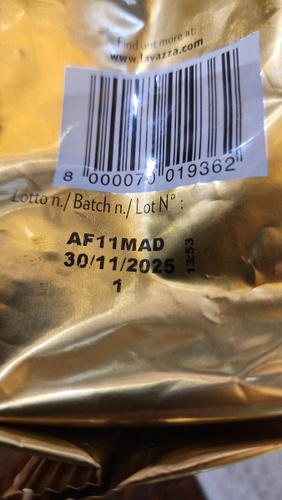 Find out more at:
www.lavazza.com
8 000070 019362
Lotto n./ Batch n./ Lot N° :
AF11MAD
30/11/2025 13:53
1